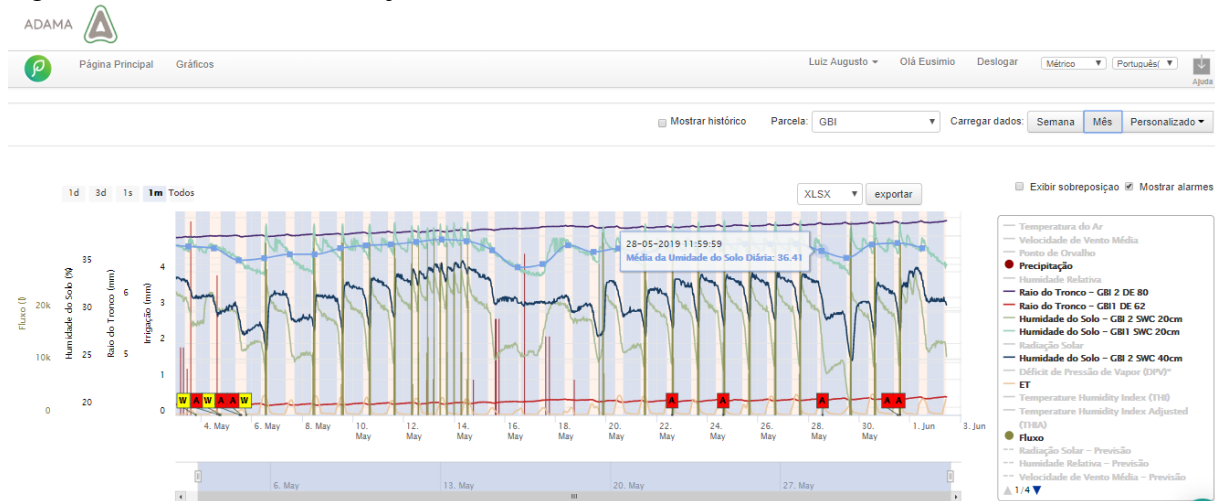 ADAMA
Página Principal Gráficos Luiz Augusto Olá Eusimio Deslogar Métrico Português(
Ajuda
Mostrar histórico Parcela: GBI Carregar dados: Semana Mês Personalizado
1d 3d 1s 1m Todos XLSX exportar Exibir sobreposiçao Mostrar alarmes
28-05-2019 11:59:59
Média da Umidade do Solo Diária: 36.41
Fluxo ()
20k
10k
0
Humidade do Solo (%)
35
30
25
20
Raio do Tronco (mm)
6
5
Irrigação (mm)
4
3
2
1
0
W A W A A W A A A A A
4. May 6. May 8. May 10. May 12. May 14. May 16. May 18. May 20. May 22. May 24. May 26. May 28. May 30. May 1. Jun 3. Jun
6. May 13. May 20. May 27. May
Temperatura do Ar
Velocidade de Vento Média
Ponto de Orvalho
Precipitação
Humidade Relativa
Raio do Tronco – GBI 2 DE 80
Raio do Tronco – GBI1 DE 62
Humidade do Solo – GBI 2 SWC 20cm
Humidade do Solo – GBI1 SWC 20cm
Radiação Solar
Humidade do Solo – GBI 2 SWC 40cm
Déficit de Pressão de Vapor (DPV)*
ET
Temperature Humidity Index (THI)
Temperature Humidity Index Adjusted
(THIA)
Fluxo
Radiação Solar – Previsão
Humidade Relativa – Previsão
Velocidade de Vento Média – Previsão
1/4